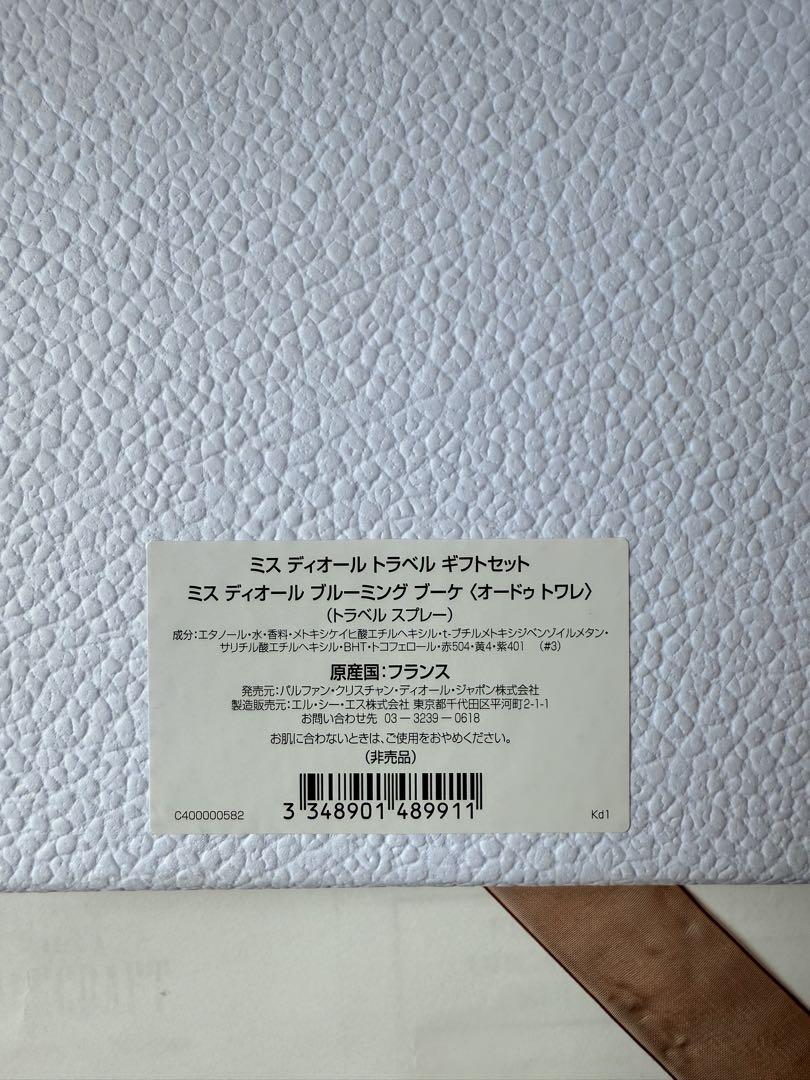 ミス ディオール トラベル ギフトセット
ミス ディオール ブルーミング ブーケ〈オードゥ トワレ〉
（トラベル スプレー）
成分：エタノール・水・香料・メトキシケイヒ酸エチルヘキシル・t-ブチルメトキシジベンゾイルメタン・
サリチル酸エチルヘキシル・BHT・トコフェロール・赤504・黄4・紫401　（#3）
原産国：フランス
発売元：パルファン・クリスチャン・ディオール・ジャポン株式会社
製造販売元：エル・シー・エス株式会社 東京都千代田区平河町2-1-1
お問い合わせ先 03－3239－0618
お肌に合わないときは、ご使用をおやめください。
（非売品）
C400000582
3 348901 489911
Kd1